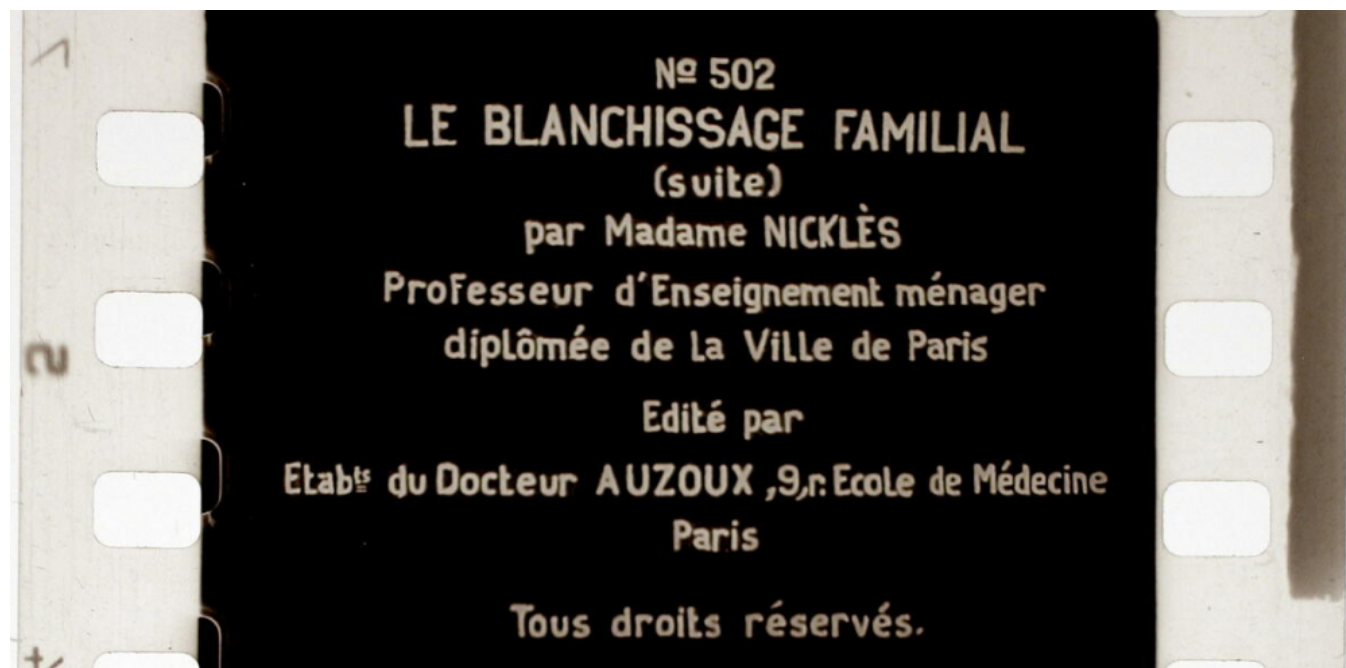 Nº 502
LE BLANCHISSAGE FAMILIAL
(suite)
par Madame NICKLÈS
Professeur d'Enseignement ménager
diplômée de la Ville de Paris
Edité par
Etabts du Docteur AUZOUX, 9, r. Ecole de Médecine
Paris
Tous droits réservés.